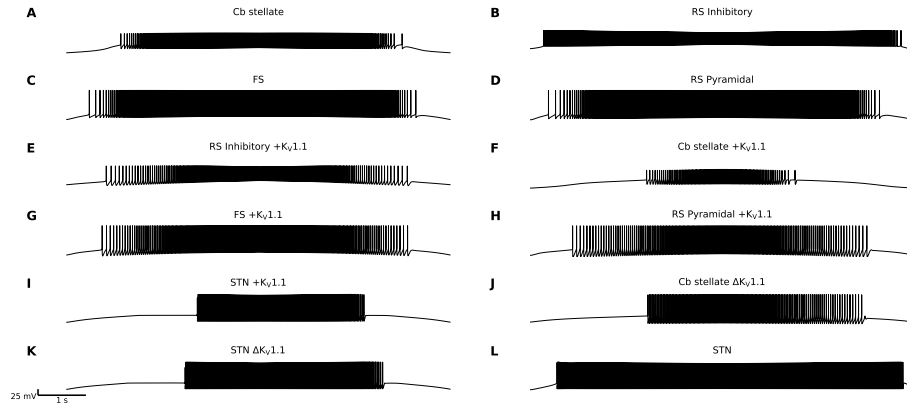 A Cb stellate
B RS Inhibitory
C FS
D RS Pyramidal
E RS Inhibitory +KV1.1
F Cb stellate +KV1.1
G FS +KV1.1
H RS Pyramidal +KV1.1
I STN +KV1.1
J Cb stellate ΔKV1.1
K STN ΔKV1.1
L STN
25 mV
1 s